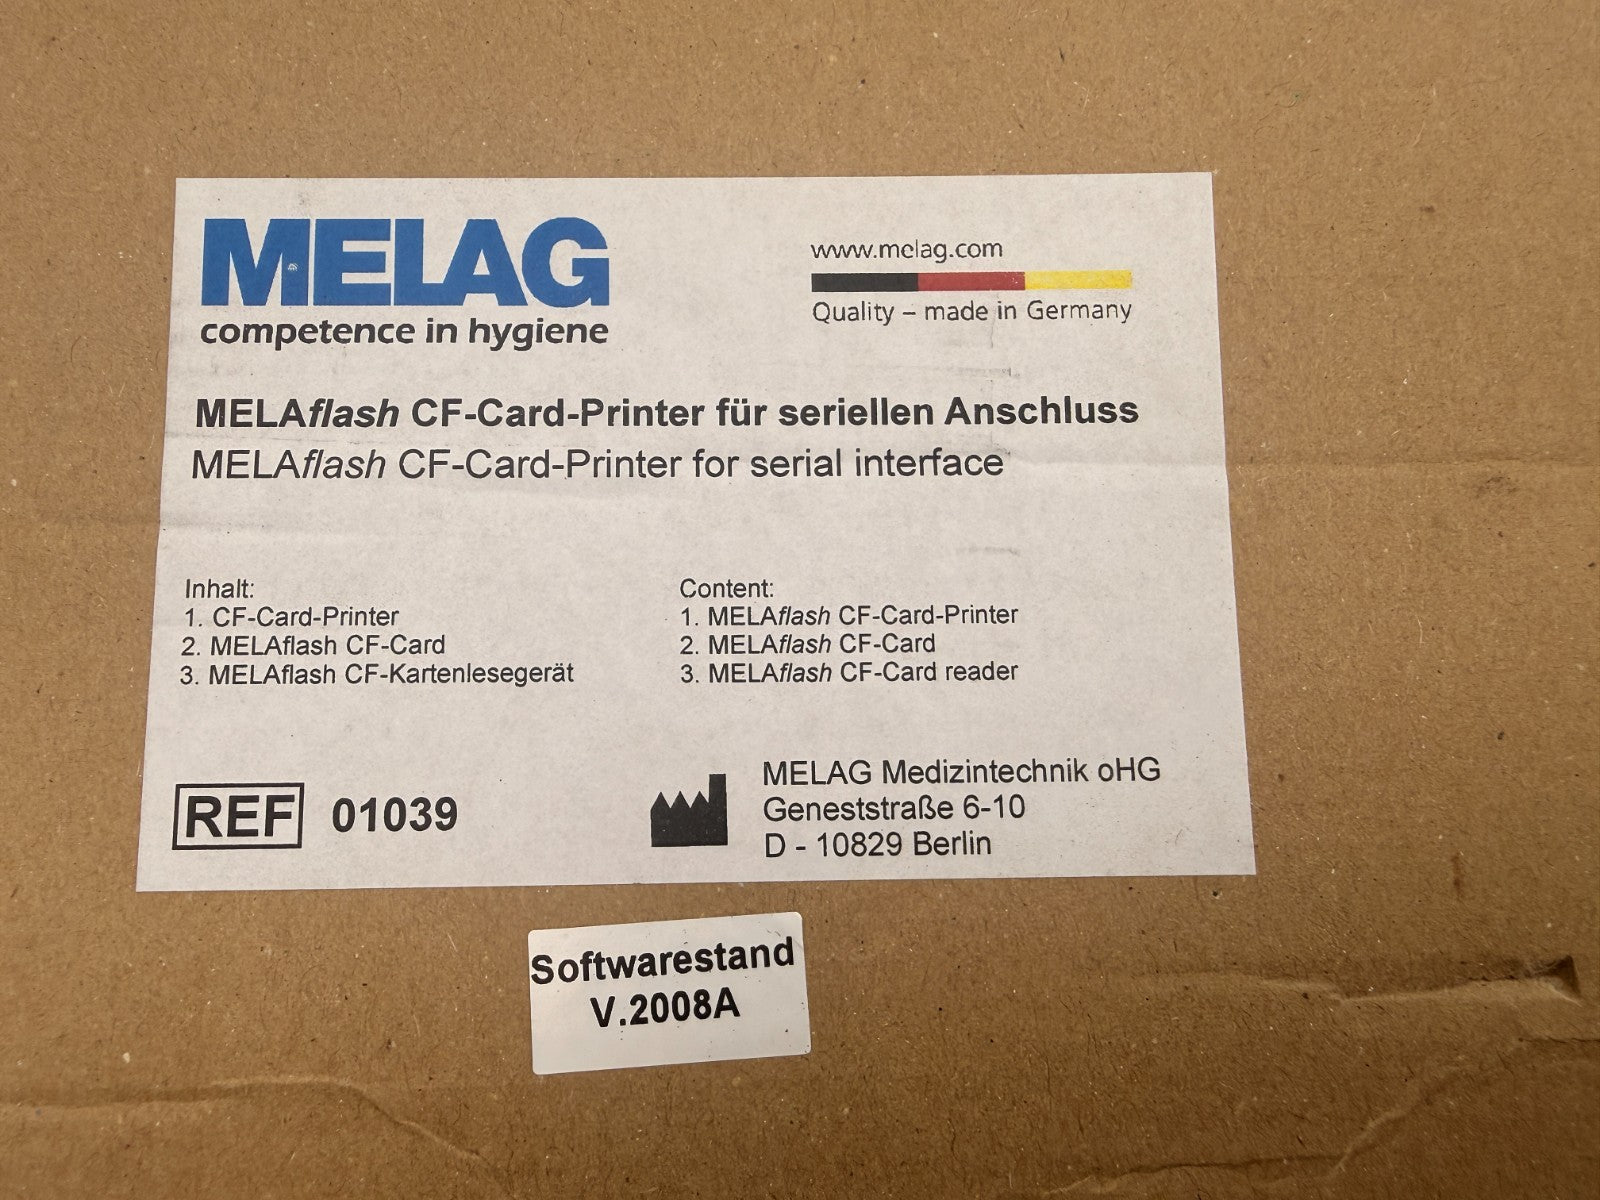 MELAG
competence in hygiene
www.melag.com
Quality – made in Germany
MELAflash CF-Card-Printer für seriellen Anschluss
MELAflash CF-Card-Printer for serial interface
Inhalt:
1. CF-Card-Printer
2. MELAflash CF-Card
3. MELAflash CF-Kartenlesegerät
Content:
1. MELAflash CF-Card-Printer
2. MELAflash CF-Card
3. MELAflash CF-Card reader
REF 01039
MELAG Medizintechnik oHG
Geneststraße 6-10
D - 10829 Berlin
Softwarestand
V.2008A